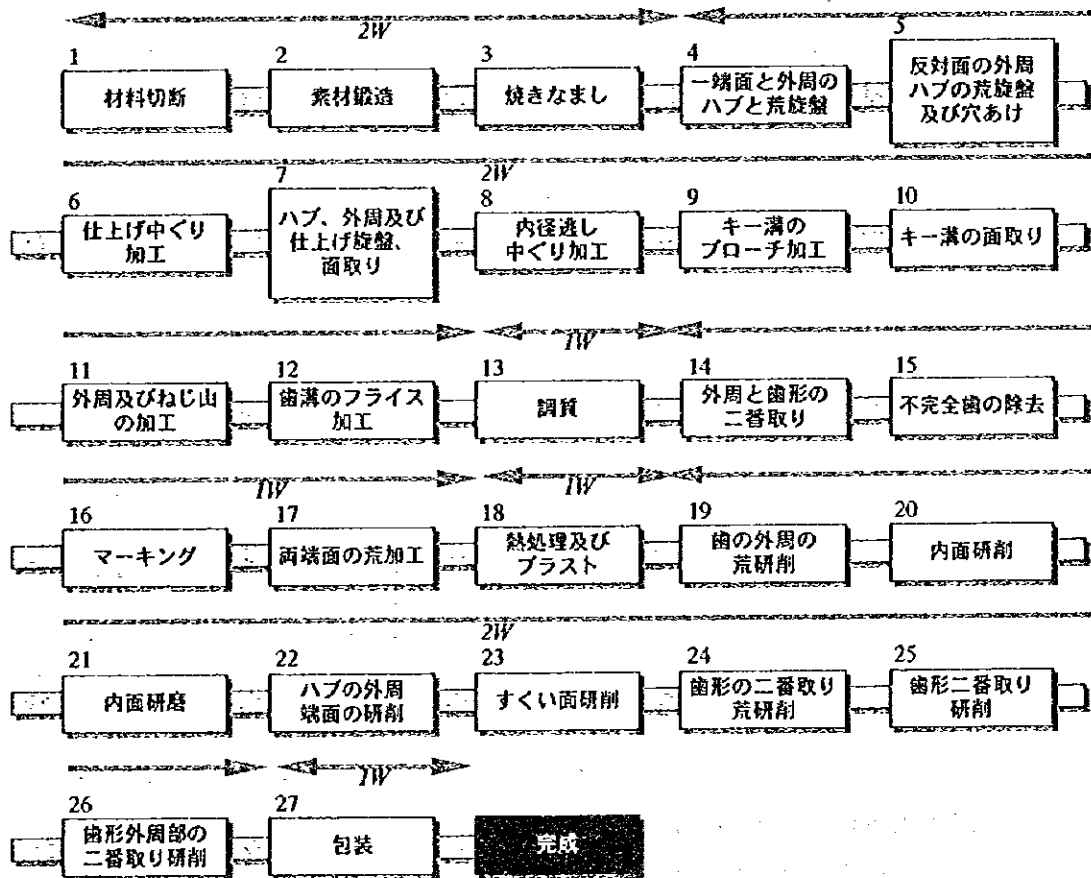 2W
1
材料切断
2
素材鍛造
3
焼きなまし
4
一端面と外周の
ハブと荒旋盤
5
反対面の外周
ハブの荒旋盤
及び穴あけ
2W
6
仕上げ中ぐり
加工
7
ハブ、外周及び
仕上げ旋盤、
面取り
8
内径逃し
中ぐり加工
9
キー溝の
ブローチ加工
10
キー溝の面取り
1W
11
外周及びねじ山
の加工
12
歯溝のフライス
加工
13
調質
14
外周と歯形の
二番取り
15
不完全歯の除去
1W
1W
16
マーキング
17
両端面の荒加工
18
熱処理及び
ブラスト
19
歯の外周の
荒研削
20
内面研削
2W
21
内面研磨
22
ハブの外周
端面の研削
23
すくい面研削
24
歯形の二番取り
荒研削
25
歯形二番取り
研削
1W
26
歯形外周部の
二番取り研削
27
包装
完成